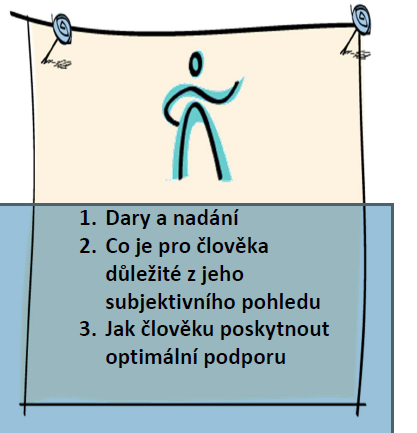 1. Dary a nadání
2. Co je pro člověka
důležité z jeho
subjektivního pohledu
3. Jak člověku poskytnout
optimální podporu